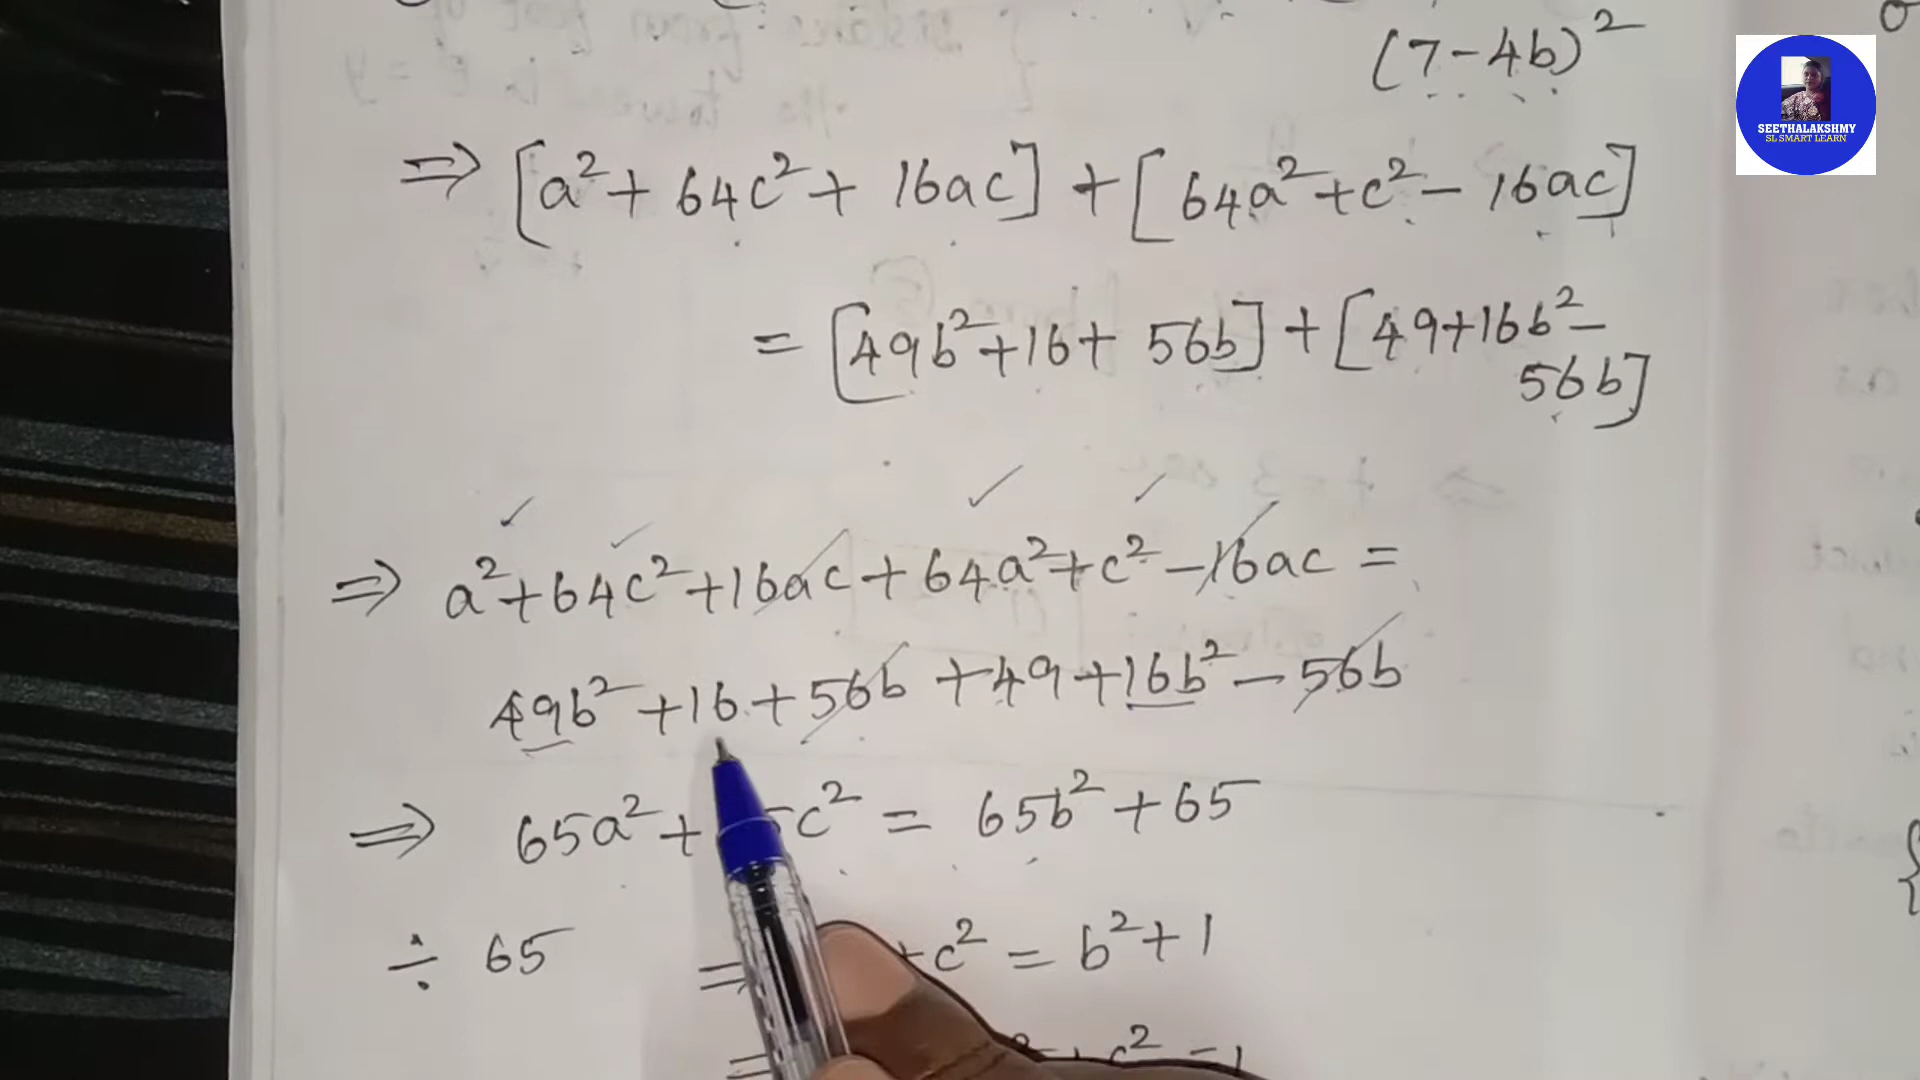 (7-4b)²
SEETHALAKSHMY
SL SMART LEARN
⇒ [a² + 64c² + 16ac] + [64a² + c² - 16ac]
= [49b² + 16 + 56b] + [49 + 16b² -
56b]
⇒ a² + 64c² + 16ac + 64a² + c² - 16ac =
49b² + 16 + 56b + 49 + 16b² - 56b
⇒ 65a² + 5c² = 65b² + 65
÷ 65 ⇒ + c² = b² + 1
= + c² = 1